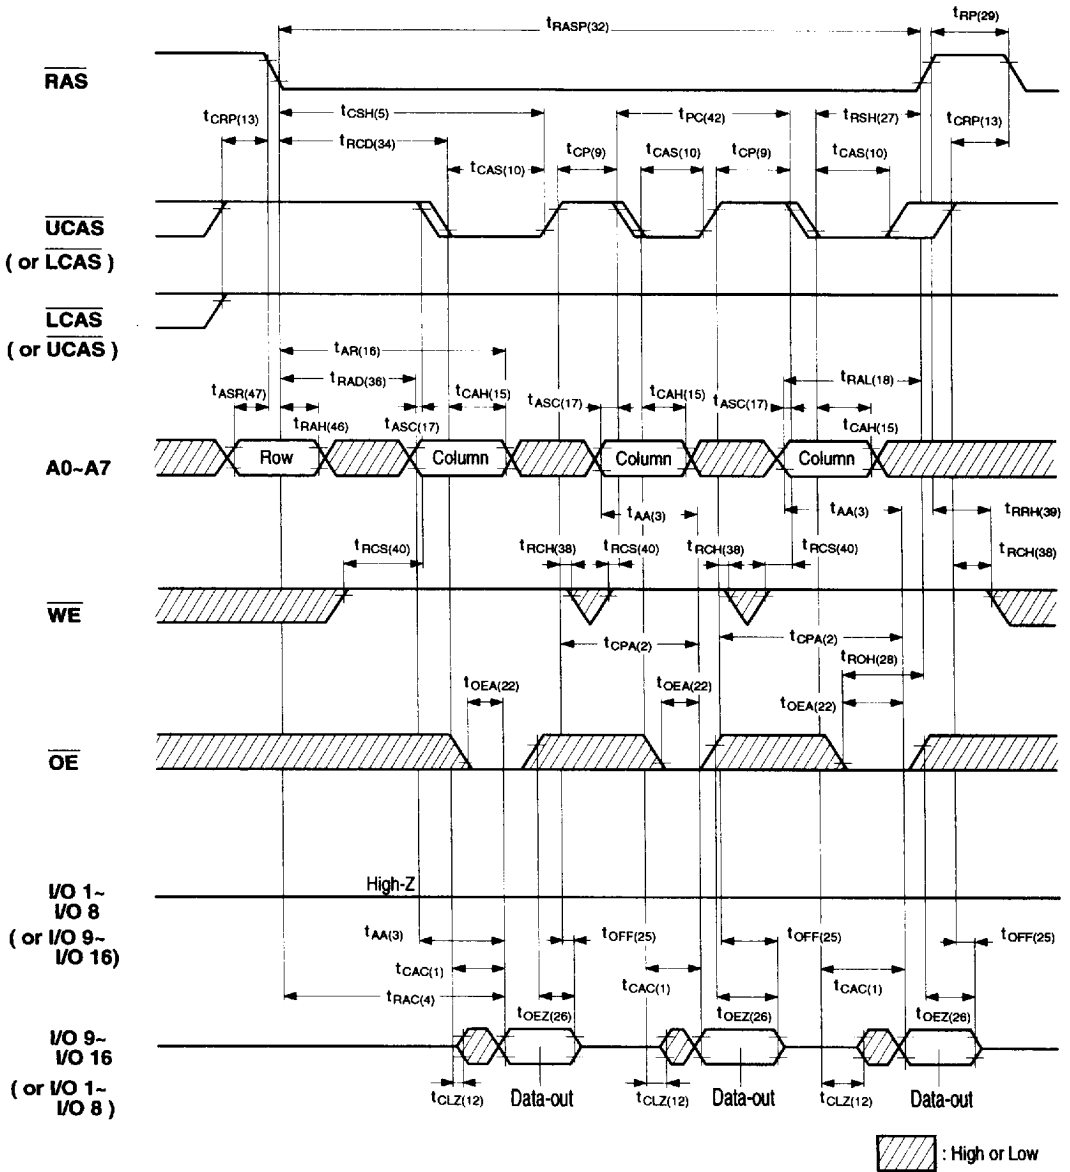 tRASP(32)
tRP(29)
RAS
tCRP(13)
tCSH(5)
tPC(42)
tRSH(27)
tCRP(13)
tRCD(34)
tCAS(10)
tCP(9)
tCAS(10)
tCP(9)
tCAS(10)
UCAS
( or LCAS )
LCAS
( or UCAS )
tAR(16)
tRAD(36)
tRAL(18)
tASR(47)
tCAH(15)
tASC(17)
tCAH(15)
tASC(17)
tRAH(46)
tASC(17)
tCAH(15)
A0~A7
Row
Column
Column
Column
tAA(3)
tAA(3)
tRRH(39)
tRCS(40)
tRCH(38)
tRCS(40)
tRCH(38)
tRCS(40)
tRCH(38)
WE
tCPA(2)
tCPA(2)
tROH(28)
tOEA(22)
tOEA(22)
tOEA(22)
OE
I/O 1~
I/O 8
( or I/O 9~
I/O 16)
High-Z
tAA(3)
tOFF(25)
tOFF(25)
tOFF(25)
tCAC(1)
tCAC(1)
tCAC(1)
tRAC(4)
tOEZ(26)
tOEZ(26)
tOEZ(26)
I/O 9~
I/O 16
( or I/O 1~
I/O 8 )
tCLZ(12)
Data-out
tCLZ(12)
Data-out
tCLZ(12)
Data-out
: High or Low